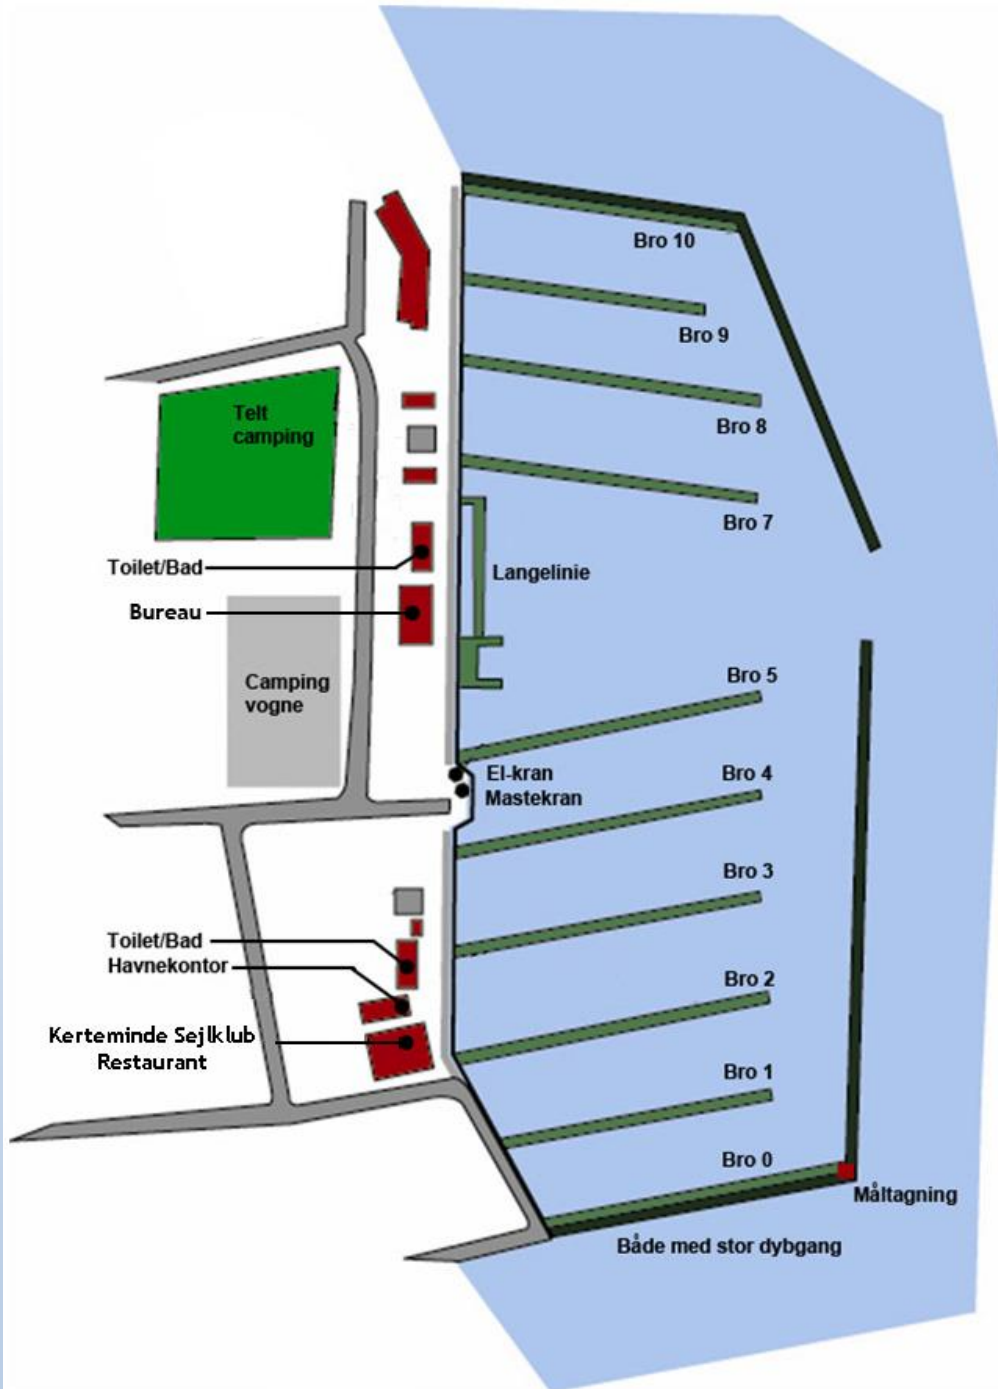 Bro 10
Bro 9
Telt
camping
Bro 8
Bro 7
Toilet/Bad
Langelinie
Bureau
Camping
vogne
Bro 5
El-kran
Mastekran
Bro 4
Bro 3
Toilet/Bad
Havnekontor
Bro 2
Kerteminde Sejlklub
Restaurant
Bro 1
Bro 0
Måltagning
Både med stor dybgang